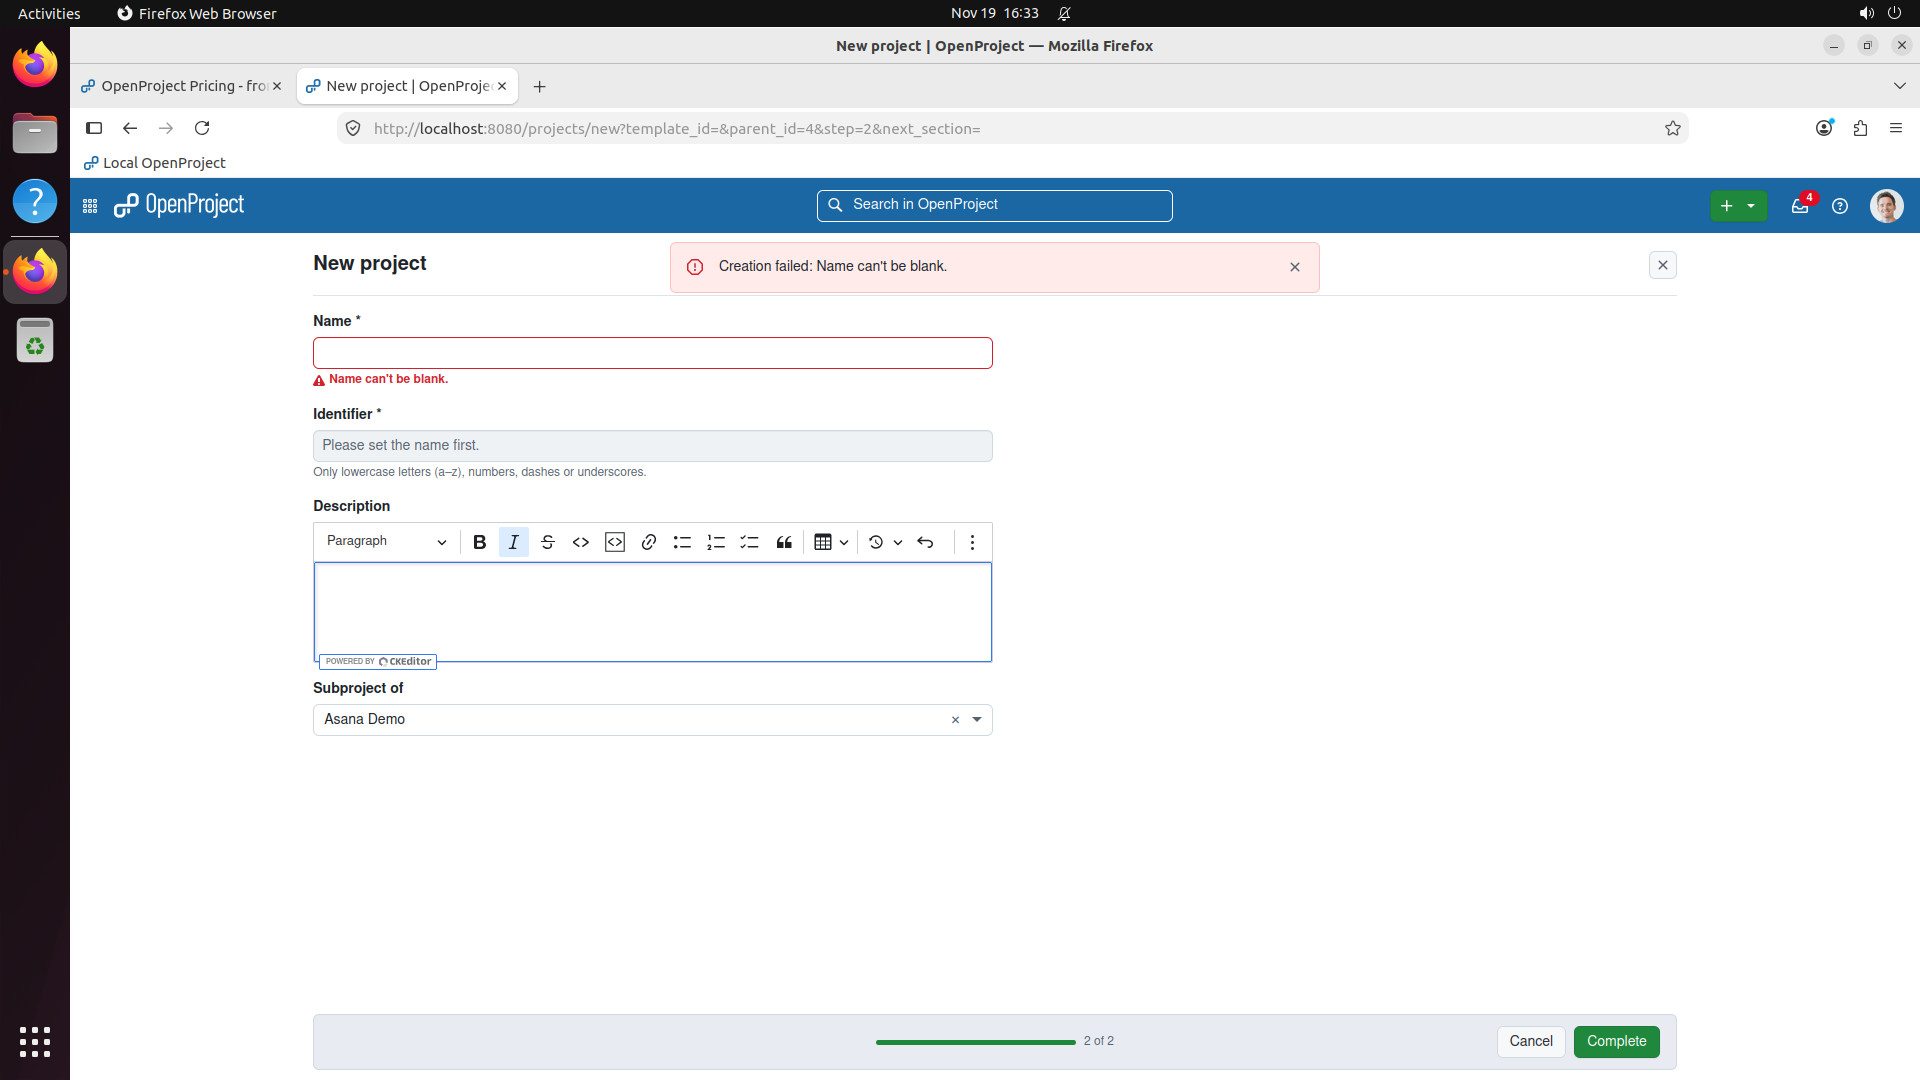 Activities
Firefox Web Browser
Nov 19 16:33
New project | OpenProject — Mozilla Firefox
OpenProject Pricing - fro
New project | OpenProje
http://localhost:8080/projects/new?template_id=&parent_id=4&step=2&next_section=
Local OpenProject
OpenProject
Search in OpenProject
4
New project
Creation failed: Name can't be blank.
Name *
Name can't be blank.
Identifier *
Please set the name first.
Only lowercase letters (a–z), numbers, dashes or underscores.
Description
Paragraph
POWERED BY CKEditor
Subproject of
Asana Demo
2 of 2
Cancel
Complete